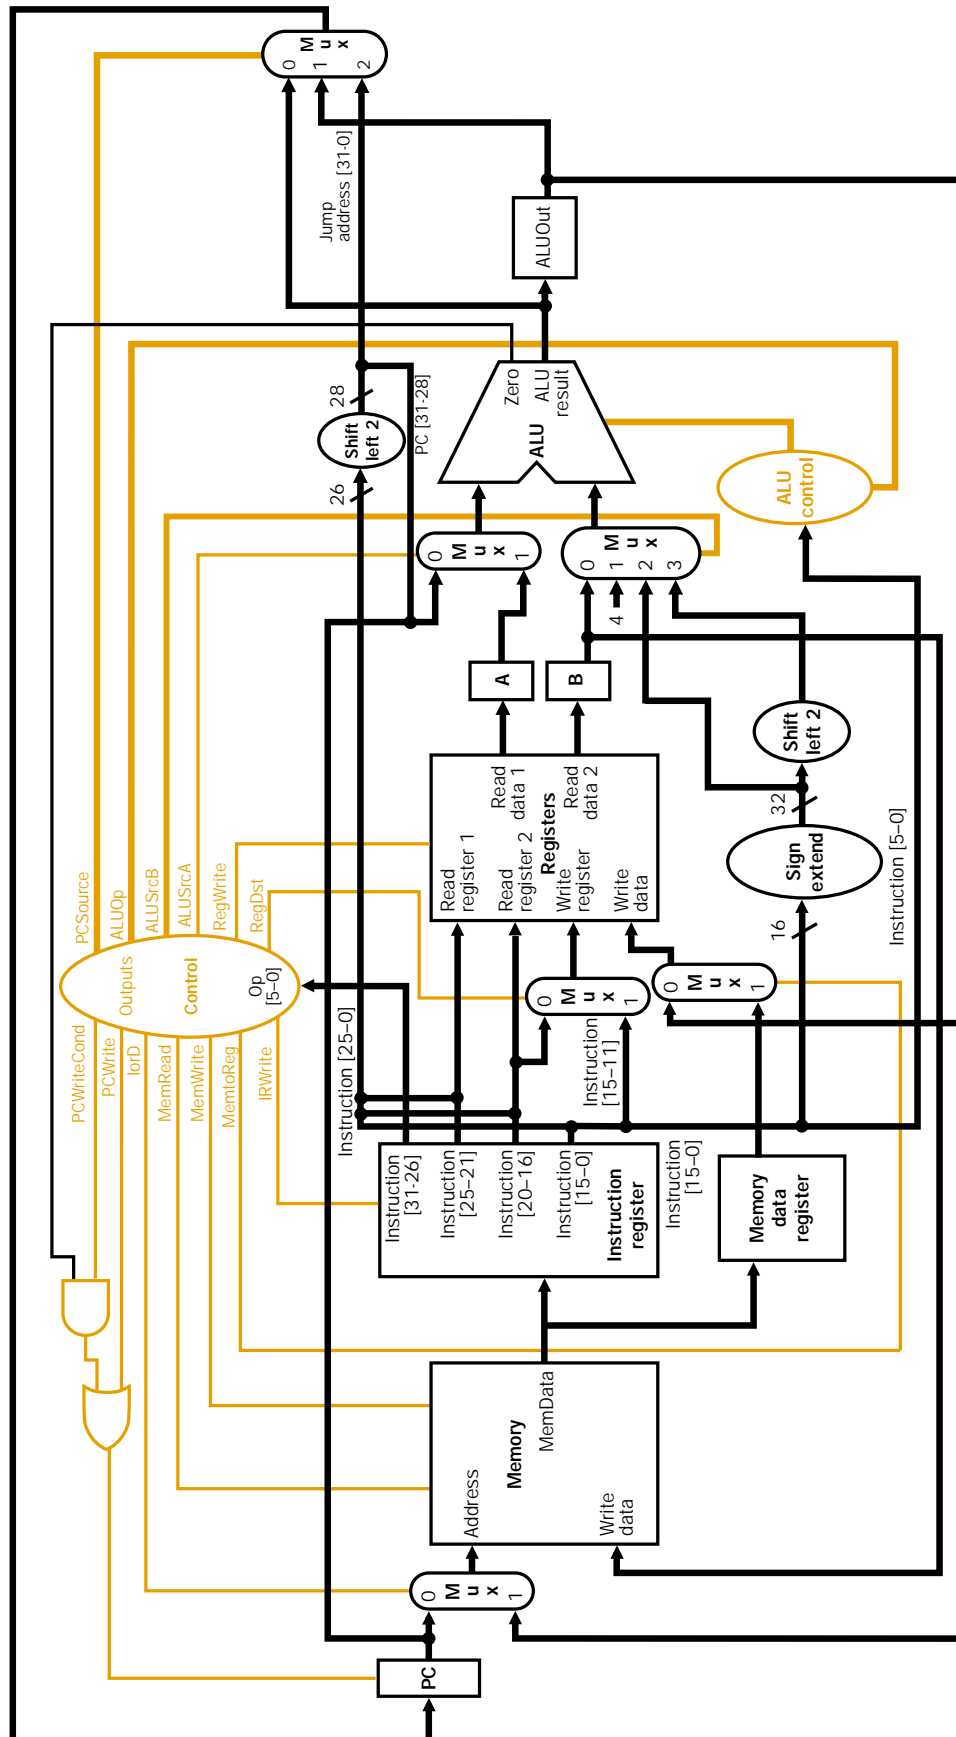 PCWriteCond
PCWrite
IorD
MemRead
MemWrite
MemtoReg
IRWrite
Outputs
Control
Op
[5–0]
PCSource
ALUOp
ALUSrcB
ALUSrcA
RegWrite
RegDst
PC
0
M
u
x
1
Address
Memory
MemData
Write
data
Instruction
[31-26]
Instruction
[25–21]
Instruction
[20–16]
Instruction
[15–0]
Instruction
register
Instruction
[15–0]
Memory
data
register
Instruction [25–0]
Instruction
[15–11]
0
M
u
x
1
0
M
u
x
1
Read
register 1
Read
register 2
Write
register
Write
data
Registers
Read
data 1
Read
data 2
16
Sign
extend
32
Shift
left 2
Instruction [5–0]
A
B
4
0
M
u
x
1
0
M
u
x
1
2
3
26
Shift
left 2
28
PC [31-28]
Jump
address [31-0]
ALU
Zero
ALU
result
ALU
control
ALUOut
M
u
x
0
1
2